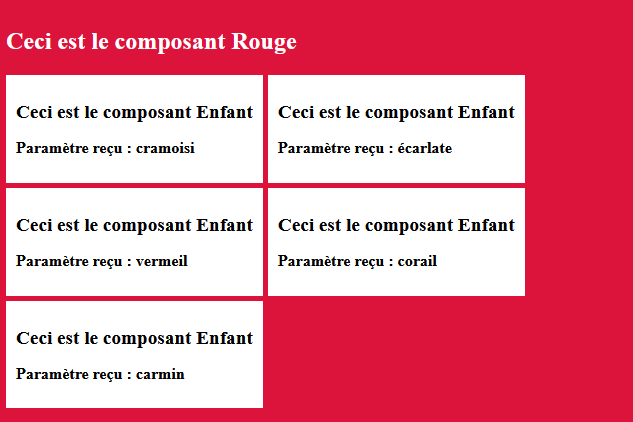 Ceci est le composant Rouge
Ceci est le composant Enfant
Paramètre reçu : cramoisi
Ceci est le composant Enfant
Paramètre reçu : écarlate
Ceci est le composant Enfant
Paramètre reçu : vermeil
Ceci est le composant Enfant
Paramètre reçu : corail
Ceci est le composant Enfant
Paramètre reçu : carmin